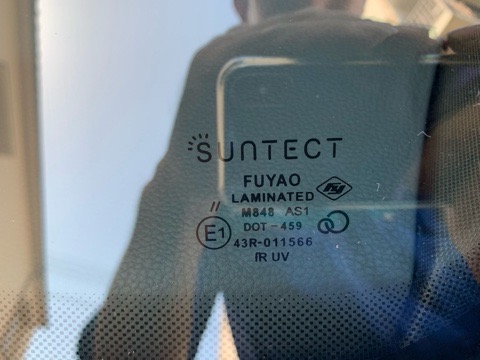 SUNTECT
FUYAO
LAMINATED
M848 AS1
DOT-459
E1
43R-011566
IR UV